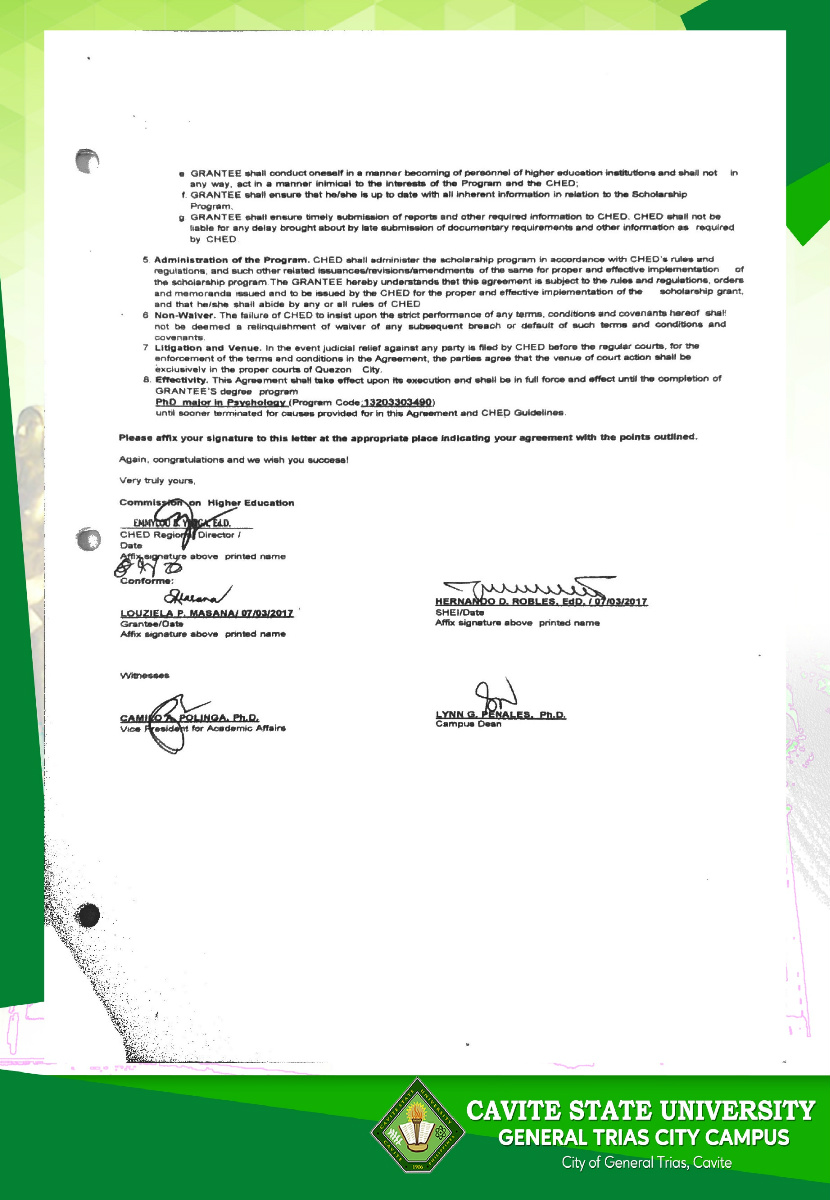 e GRANTEE shall conduct oneself in a manner becoming of personnel of higher education institutions and shall not in
any way, act in a manner inimical to the interests of the Program and the CHED;
f. GRANTEE shall ensure that he/she is up to date with all inherent information in relation to the Scholarship
Program.
g GRANTEE shall ensure timely submission of reports and other required information to CHED. CHED shall not be
liable for any delay brought about by late submission of documentary requirements and other information as required
by CHED
5 Administration of the Program. CHED shall administer the scholarship program in accordance with CHED's rules and
regulations, and such other related issuances/revisions/amendments of the same for proper and effective implementation of
the scholarship program. The GRANTEE hereby understands that this agreement is subject to the rules and regulations, orders
and memoranda issued and to be issued by the CHED for the proper and effective implementation of the scholarship grant,
and that he/she shall abide by any or all rules of CHED
6 Non-Waiver. The failure of CHED to insist upon the strict performance of any terms, conditions and covenants hereof shall
not be deemed a relinquishment of waiver of any subsequent breach or default of such terms and conditions and
covenants.
7 Litigation and Venue. In the event judicial relief against any party is filed by CHED before the regular courts, for the
enforcement of the terms and conditions in the Agreement, the parties agree that the venue of court action shall be
exclusively in the proper courts of Quezon City.
8. Effectivity. This Agreement shall take effect upon its execution and shall be in full force and effect until the completion of
GRANTEE'S degree program
PhD major in Psychology (Program Code:13203303490)
until sooner terminated for causes provided for in this Agreement and CHED Guidelines.
Please affix your signature to this letter at the appropriate place indicating your agreement with the points outlined.
Again, congratulations and we wish you success!
Very truly yours,
Commission on Higher Education
CHED Regional Director /
Date
Affix signature above printed name
Conforme:
LOUZIELA P. MASANA/ 07/03/2017
Grantee/Date
Affix signature above printed name
HERNANDO D. ROBLES, EdD. / 07/03/2017
SHEI/Date
Affix signature above printed name
Witnesses
CAMILO A. POLINGA, Ph.D.
Vice President for Academic Affairs
LYNN G. PENALES, Ph.D.
Campus Dean
CAVITE STATE UNIVERSITY
GENERAL TRIAS CITY CAMPUS
City of General Trias, Cavite
1906